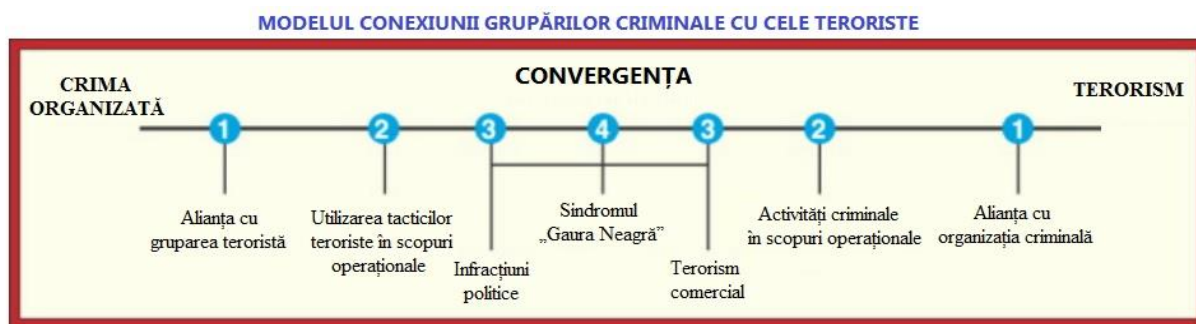 MODELUL CONEXIUNII GRUPĂRILOR CRIMINALE CU CELE TERORISTE
CONVERGENȚA
CRIMA
ORGANIZATĂ
TERORISM
1
2
3
4
3
2
1
Alianța cu
gruparea teroristă
Utilizarea tacticilor
teroriste în scopuri
operaționale
Infracțiuni
politice
Sindromul
„Gaura Neagră”
Terorism
comercial
Activități criminale
în scopuri operaționale
Alianța cu
organizația criminală